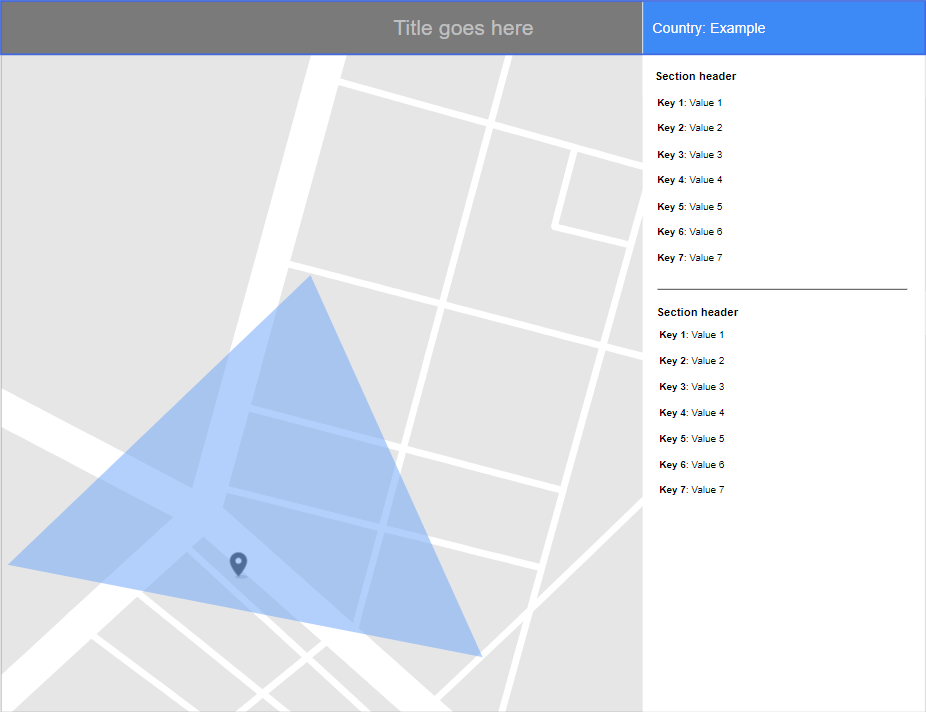 Title goes here
Country: Example
Section header
Key 1: Value 1
Key 2: Value 2
Key 3: Value 3
Key 4: Value 4
Key 5: Value 5
Key 6: Value 6
Key 7: Value 7
Section header
Key 1: Value 1
Key 2: Value 2
Key 3: Value 3
Key 4: Value 4
Key 5: Value 5
Key 6: Value 6
Key 7: Value 7